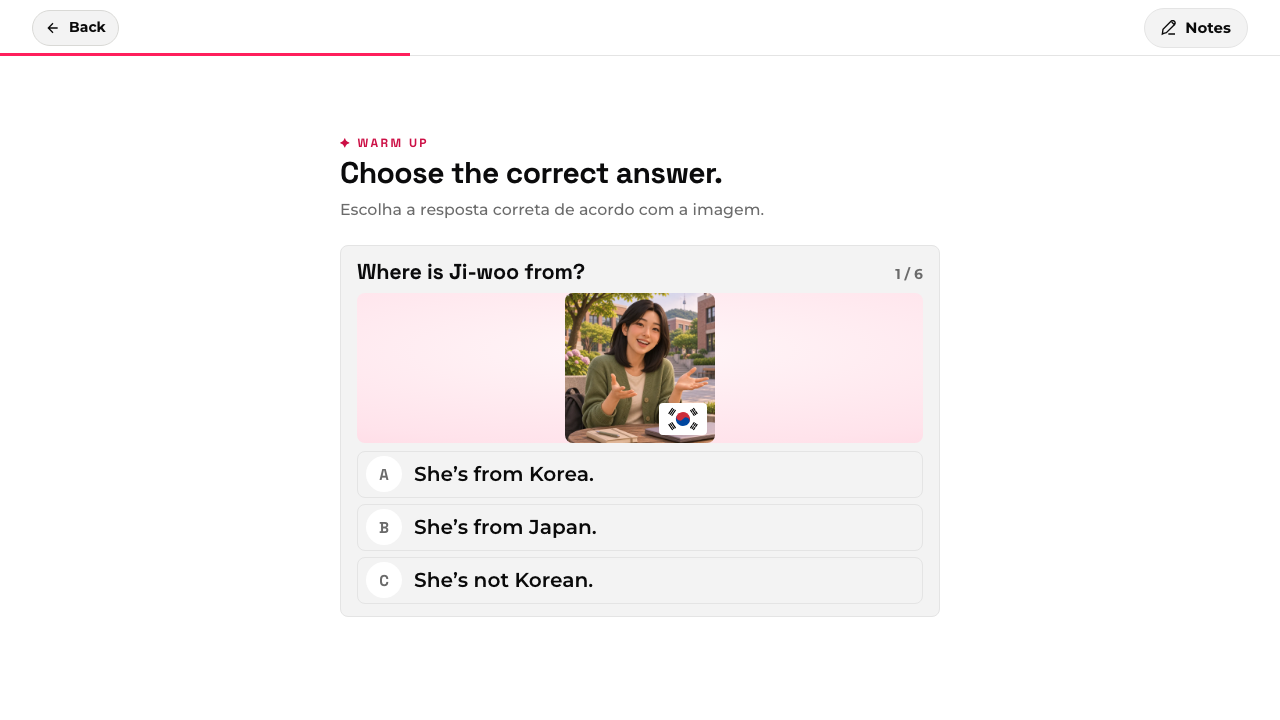 Back
Notes
WARM UP
Choose the correct answer.
Escolha a resposta correta de acordo com a imagem.
Where is Ji-woo from?
1 / 6
A She’s from Korea.
B She’s from Japan.
C She’s not Korean.